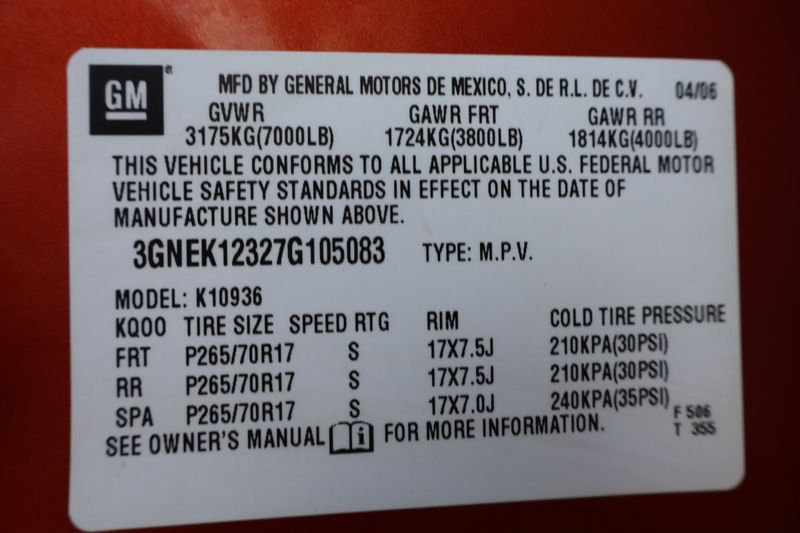 GM ®
MFD BY GENERAL MOTORS DE MEXICO, S. DE R.L. DE C.V. 04/06
GVWR GAWR FRT GAWR RR
3175KG(7000LB) 1724KG(3800LB) 1814KG(4000LB)
THIS VEHICLE CONFORMS TO ALL APPLICABLE U.S. FEDERAL MOTOR
VEHICLE SAFETY STANDARDS IN EFFECT ON THE DATE OF
MANUFACTURE SHOWN ABOVE.
3GNEK12327G105083 TYPE: M.P.V.
MODEL: K10936
KQOO TIRE SIZE SPEED RTG RIM COLD TIRE PRESSURE
FRT P265/70R17 S 17X7.5J 210KPA(30PSI)
RR P265/70R17 S 17X7.5J 210KPA(30PSI)
SPA P265/70R17 S 17X7.0J 240KPA(35PSI)
SEE OWNER'S MANUAL i FOR MORE INFORMATION.
F 506
T 355